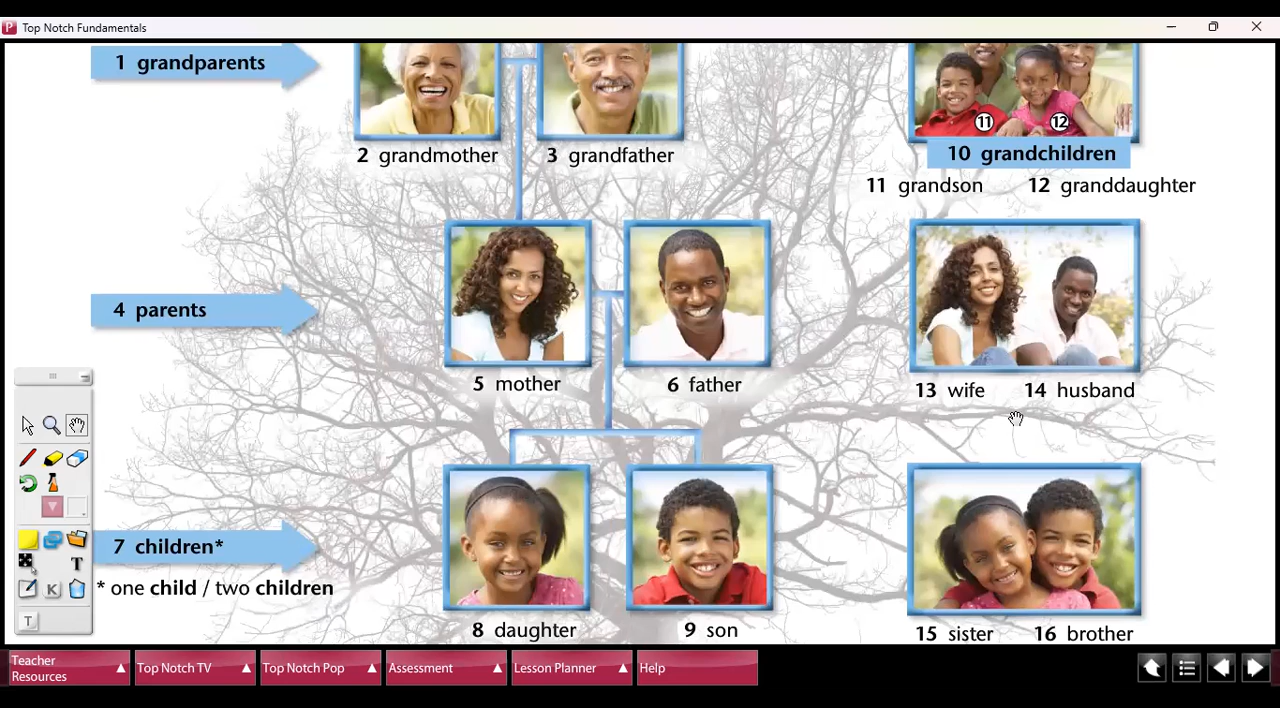 Top Notch Fundamentals
1 grandparents
2 grandmother
3 grandfather
11
12
10 grandchildren
11 grandson
12 granddaughter
4 parents
5 mother
6 father
13 wife
14 husband
7 children*
* one child / two children
8 daughter
9 son
15 sister
16 brother
T
K
T
Teacher Resources
Top Notch TV
Top Notch Pop
Assessment
Lesson Planner
Help